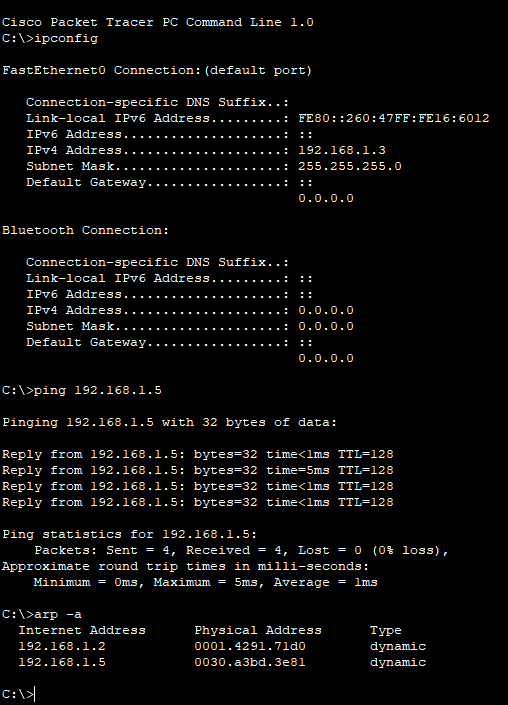 Cisco Packet Tracer PC Command Line 1.0
C:\>ipconfig
FastEthernet0 Connection:(default port)
Connection-specific DNS Suffix..:
Link-local IPv6 Address.........: FE80::260:47FF:FE16:6012
IPv6 Address....................: ::
IPv4 Address....................: 192.168.1.3
Subnet Mask.....................: 255.255.255.0
Default Gateway.................: ::
0.0.0.0
Bluetooth Connection:
Connection-specific DNS Suffix..:
Link-local IPv6 Address.........: ::
IPv6 Address....................: ::
IPv4 Address....................: 0.0.0.0
Subnet Mask.....................: 0.0.0.0
Default Gateway.................: ::
0.0.0.0
C:\>ping 192.168.1.5
Pinging 192.168.1.5 with 32 bytes of data:
Reply from 192.168.1.5: bytes=32 time<1ms TTL=128
Reply from 192.168.1.5: bytes=32 time=5ms TTL=128
Reply from 192.168.1.5: bytes=32 time<1ms TTL=128
Reply from 192.168.1.5: bytes=32 time<1ms TTL=128
Ping statistics for 192.168.1.5:
Packets: Sent = 4, Received = 4, Lost = 0 (0% loss),
Approximate round trip times in milli-seconds:
Minimum = 0ms, Maximum = 5ms, Average = 1ms
C:\>arp -a
Internet Address Physical Address Type
192.168.1.2 0001.4291.71d0 dynamic
192.168.1.5 0030.a3bd.3e81 dynamic
C:\>